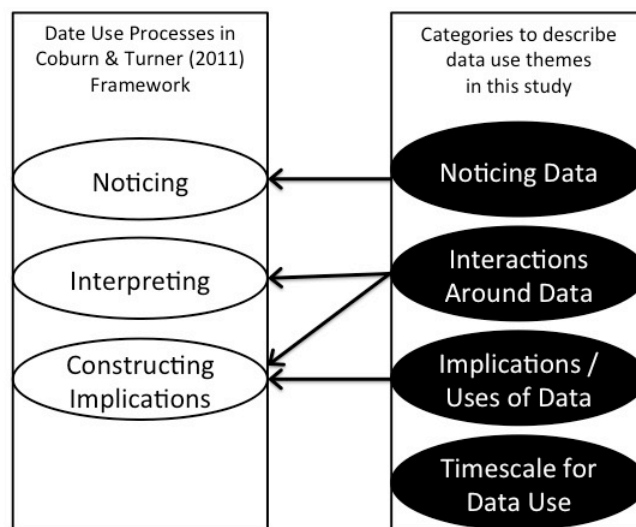 Date Use Processes in
Coburn & Turner (2011)
Framework
Noticing
Interpreting
Constructing
Implications
Categories to describe
data use themes
in this study
Noticing Data
Interactions
Around Data
Implications /
Uses of Data
Timescale for
Data Use